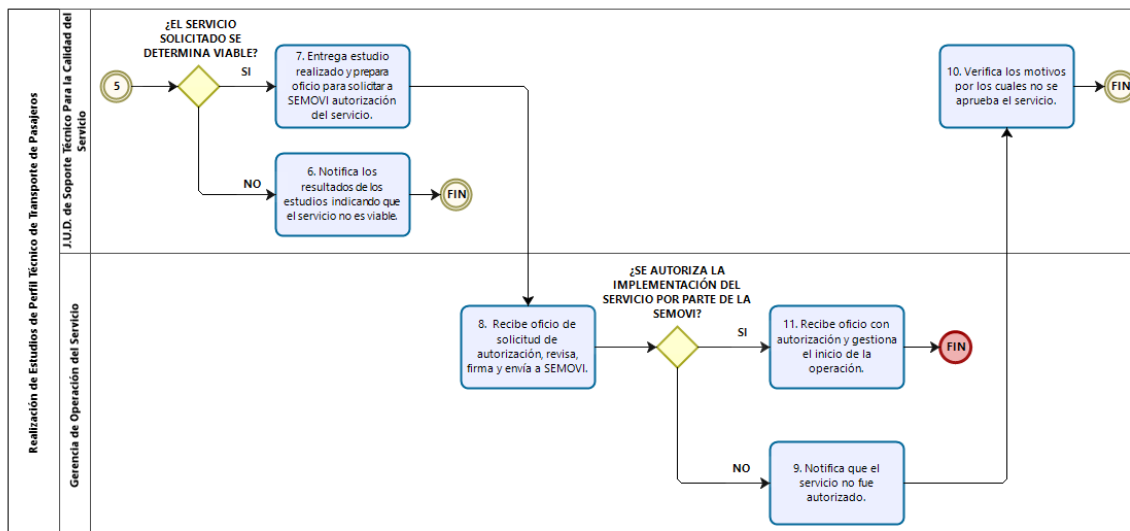 Realización de Estudios de Perfil Técnico de Transporte de Pasajeros
J.U.D. de Soporte Técnico Para la Calidad del
Servicio
¿EL SERVICIO
SOLICITADO SE
DETERMINA VIABLE?
5
SI
7. Entrega estudio
realizado y prepara
oficio para solicitar a
SEMOVI autorización
del servicio.
NO
6. Notifica los
resultados de los
estudios indicando que
el servicio no es viable.
FIN
10. Verifica los motivos
por los cuales no se
aprueba el servicio.
FIN
Gerencia de Operación del Servicio
8. Recibe oficio de
solicitud de
autorización, revisa,
firma y envía a SEMOVI.
¿SE AUTORIZA LA
IMPLEMENTACIÓN DEL
SERVICIO POR PARTE DE LA
SEMOVI?
SI
11. Recibe oficio con
autorización y gestiona
el inicio de la
operación.
FIN
NO
9. Notifica que el
servicio no fue
autorizado.